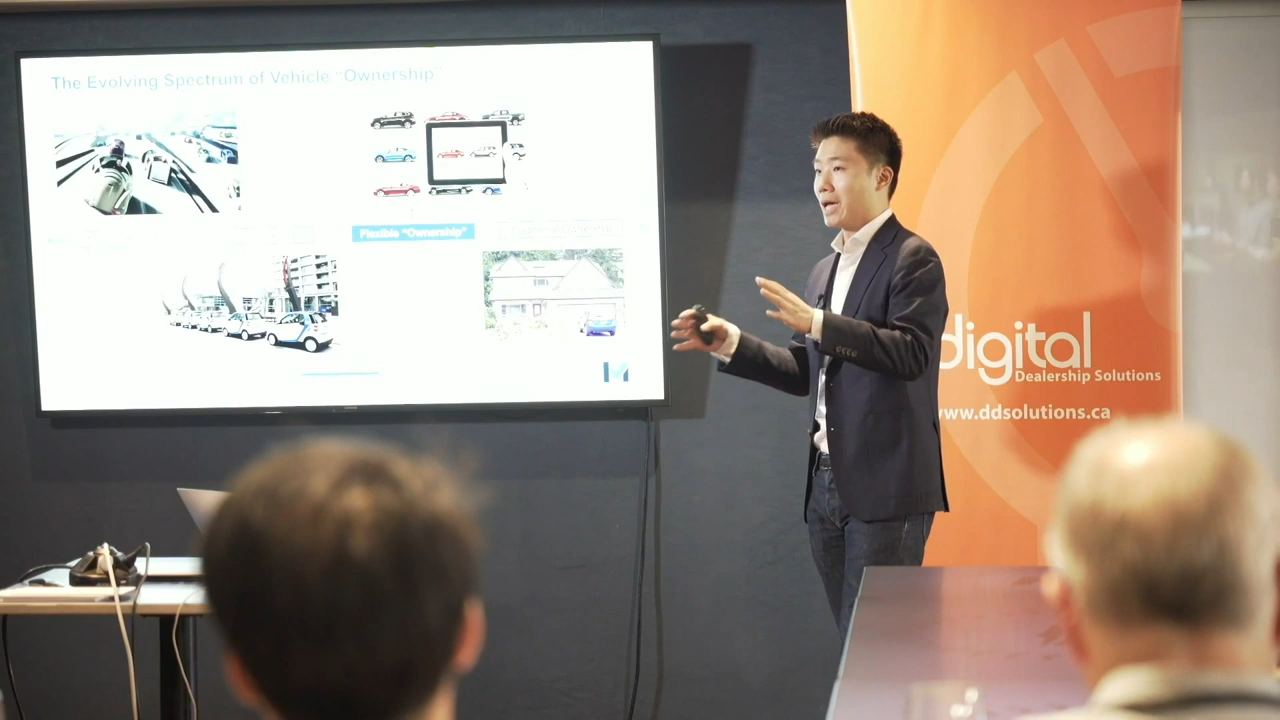 The Evolving Spectrum of Vehicle "Ownership"
Flexible "Ownership"
digital
Dealership Solutions
www.ddsolutions.ca